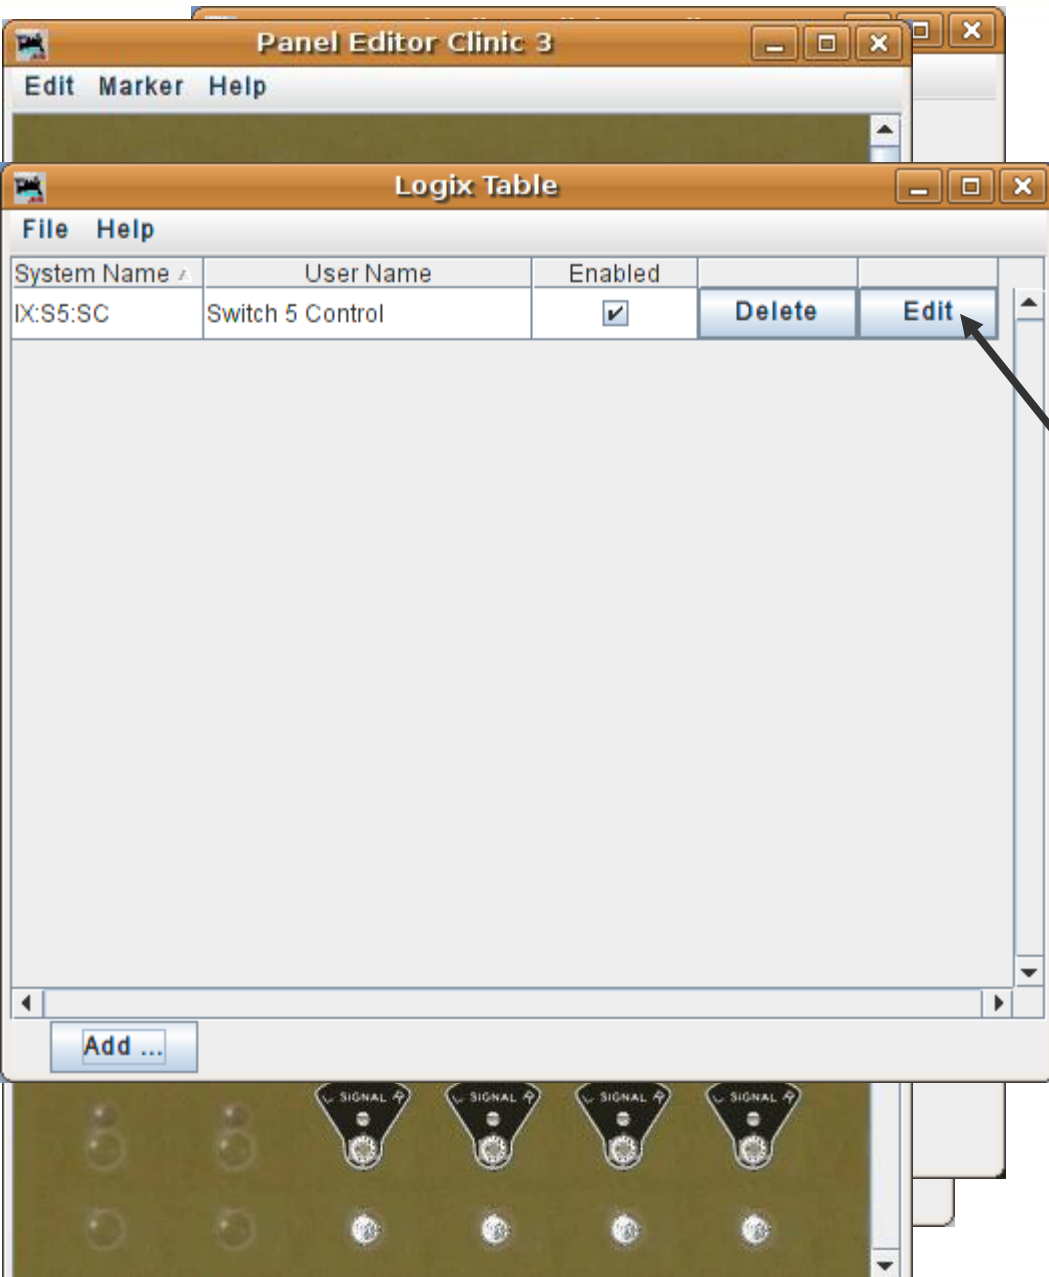 Panel Editor Clinic 3
Edit Marker Help
Logix Table
File Help
System Name User Name Enabled
IX:S5:SC Switch 5 Control Delete Edit
Add ...
L SIGNAL R L SIGNAL R L SIGNAL R L SIGNAL R